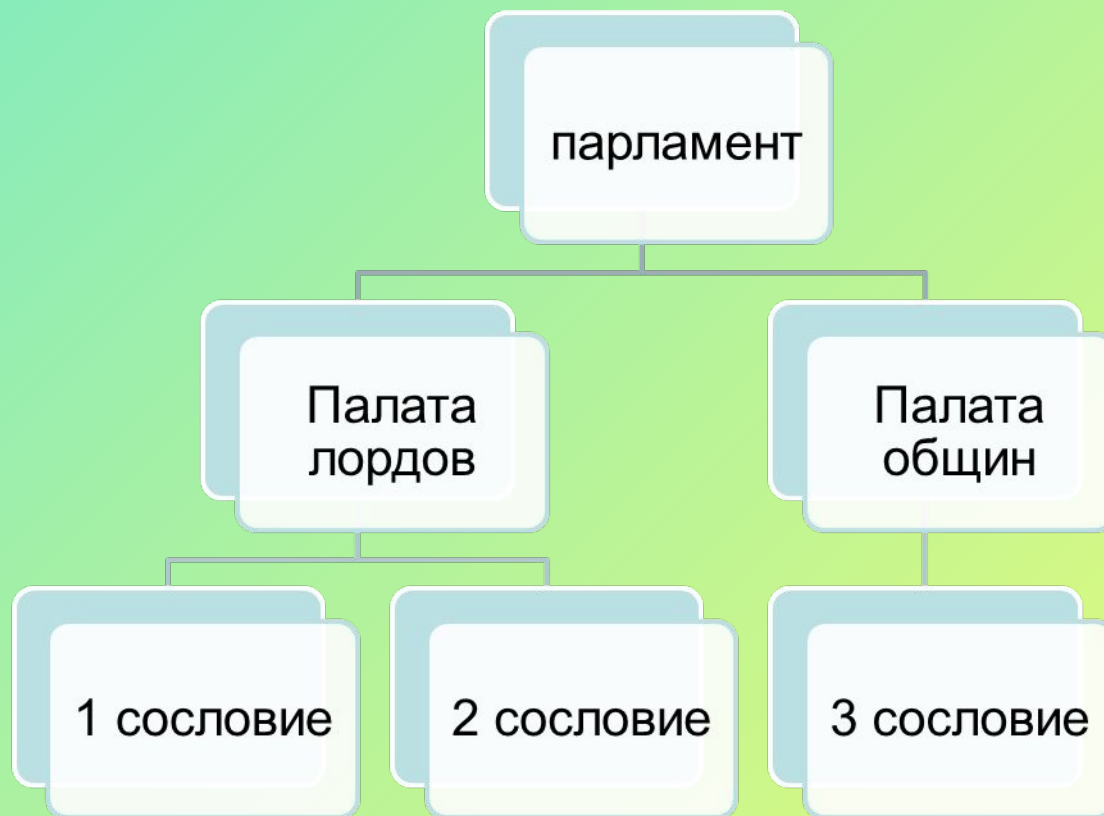 парламент
Палата
лордов
Палата
общин
1 сословие
2 сословие
3 сословие